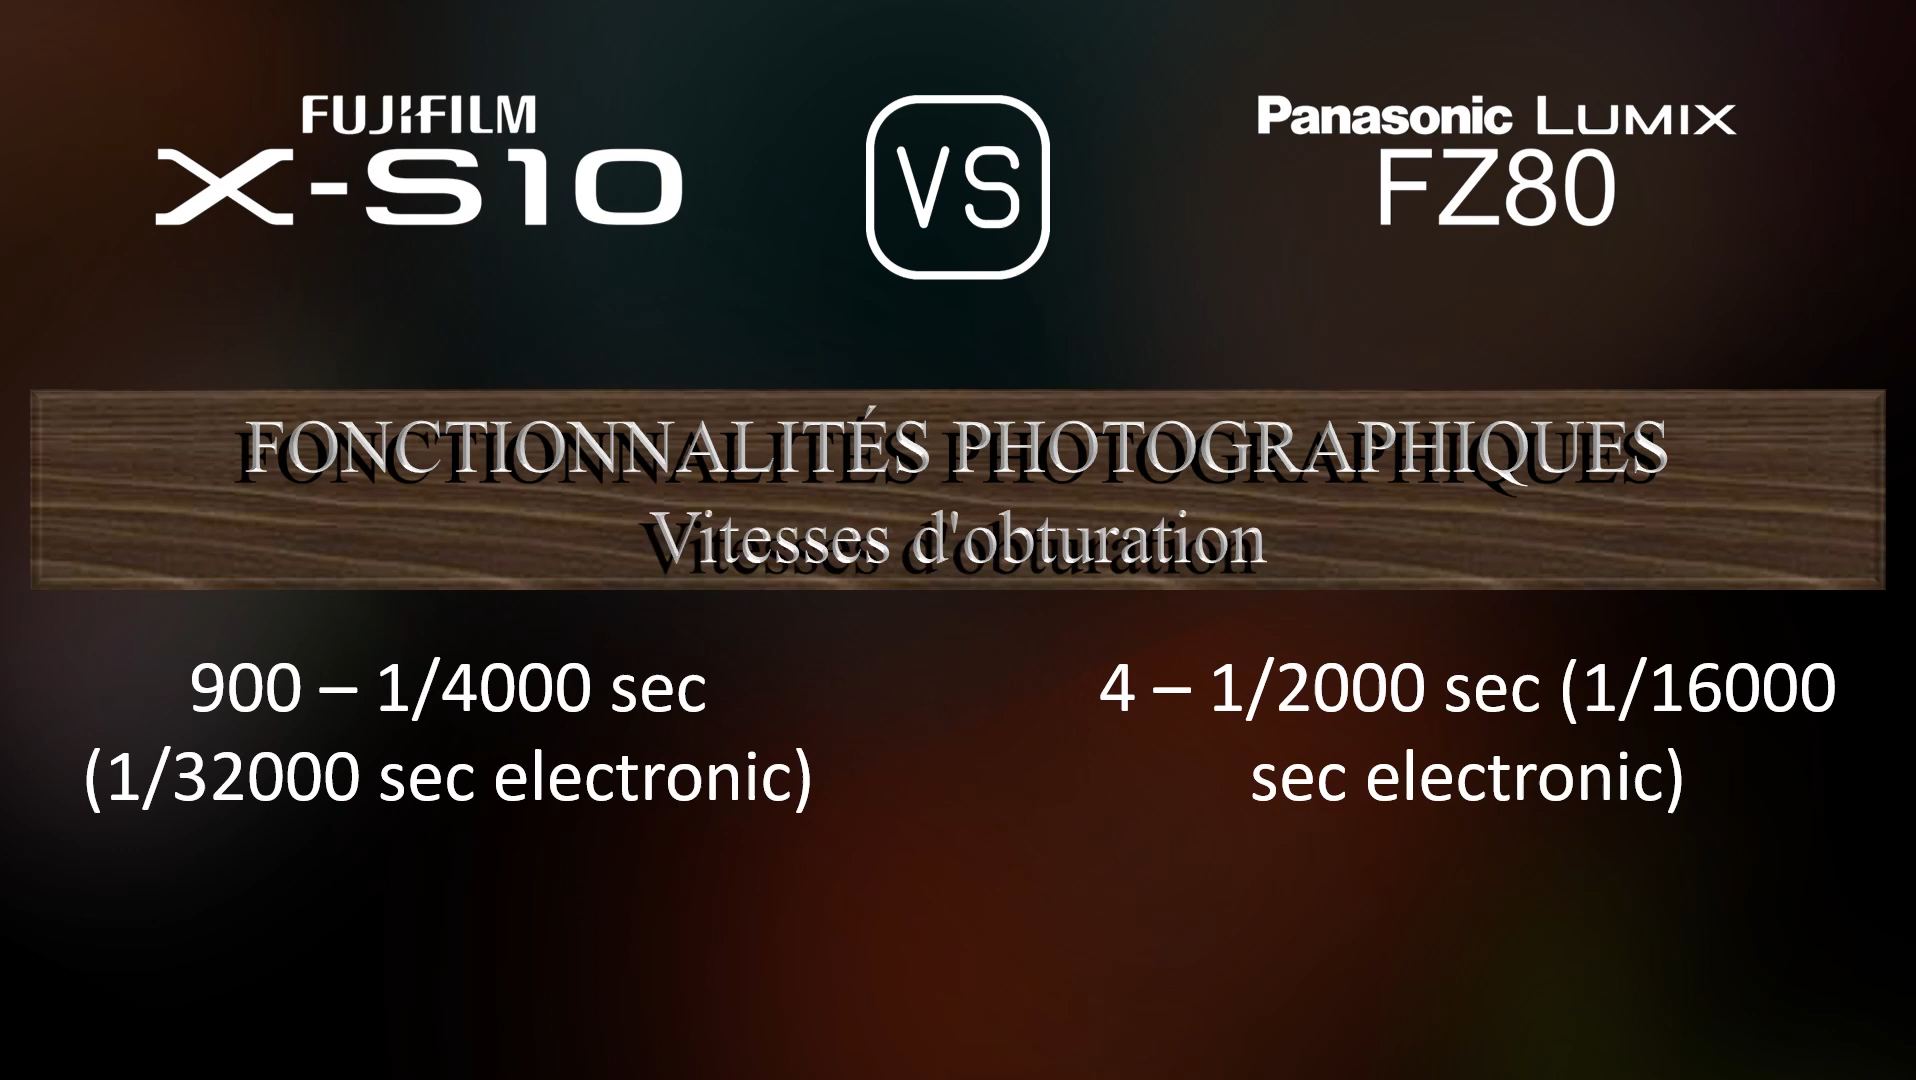 FUJIFILM
X-S10
VS
Panasonic LUMIX
FZ80
FONCTIONNALITÉS PHOTOGRAPHIQUES
Vitesses d'obturation
900 – 1/4000 sec
(1/32000 sec electronic)
4 – 1/2000 sec (1/16000
sec electronic)